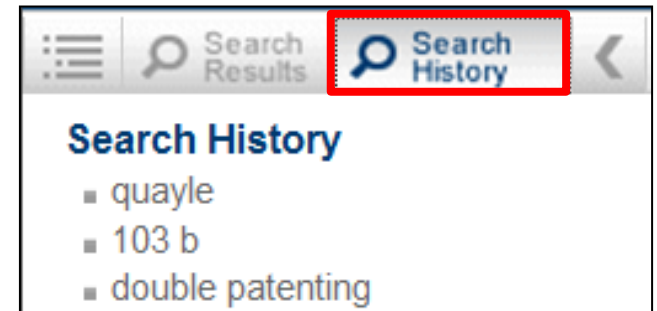 Search Results
Search History
Search History
quayle
103 b
double patenting